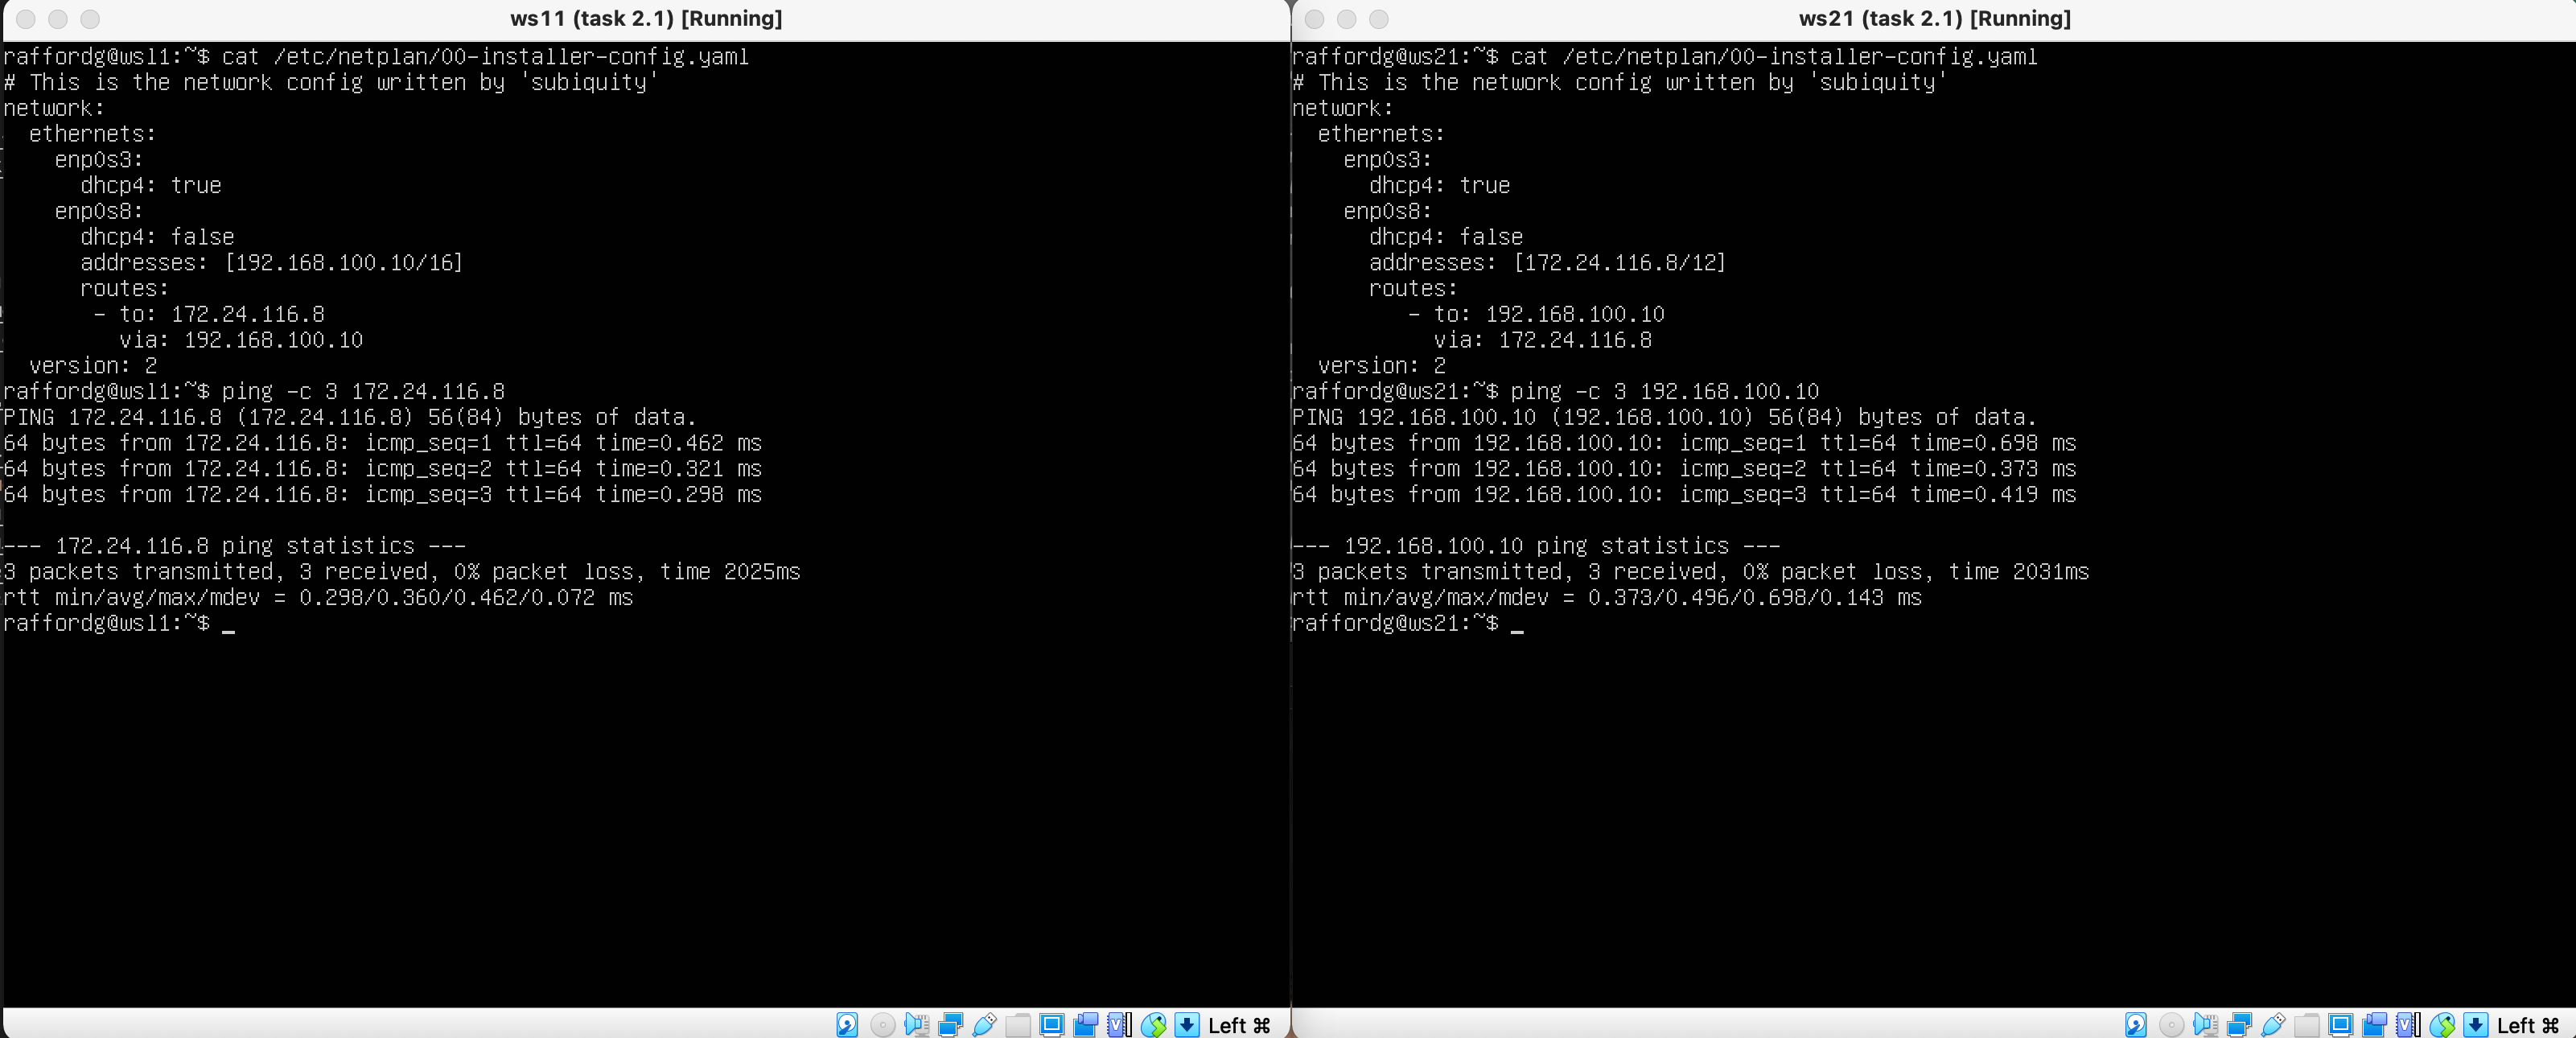 ws11 (task 2.1) [Running]
raffordg@wsl1:~$ cat /etc/netplan/00-installer-config.yaml
# This is the network config written by 'subiquity'
network:
  ethernets:
    enp0s3:
      dhcp4: true
    enp0s8:
      dhcp4: false
      addresses: [192.168.100.10/16]
      routes:
       - to: 172.24.116.8
         via: 192.168.100.10
  version: 2
raffordg@wsl1:~$ ping -c 3 172.24.116.8
PING 172.24.116.8 (172.24.116.8) 56(84) bytes of data.
64 bytes from 172.24.116.8: icmp_seq=1 ttl=64 time=0.462 ms
64 bytes from 172.24.116.8: icmp_seq=2 ttl=64 time=0.321 ms
64 bytes from 172.24.116.8: icmp_seq=3 ttl=64 time=0.298 ms
--- 172.24.116.8 ping statistics ---
3 packets transmitted, 3 received, 0% packet loss, time 2025ms
rtt min/avg/max/mdev = 0.298/0.360/0.462/0.072 ms
raffordg@wsl1:~$ _
Left ⌘
ws21 (task 2.1) [Running]
raffordg@ws21:~$ cat /etc/netplan/00-installer-config.yaml
# This is the network config written by 'subiquity'
network:
  ethernets:
    enp0s3:
      dhcp4: true
    enp0s8:
      dhcp4: false
      addresses: [172.24.116.8/12]
      routes:
         - to: 192.168.100.10
           via: 172.24.116.8
  version: 2
raffordg@ws21:~$ ping -c 3 192.168.100.10
PING 192.168.100.10 (192.168.100.10) 56(84) bytes of data.
64 bytes from 192.168.100.10: icmp_seq=1 ttl=64 time=0.698 ms
64 bytes from 192.168.100.10: icmp_seq=2 ttl=64 time=0.373 ms
64 bytes from 192.168.100.10: icmp_seq=3 ttl=64 time=0.419 ms
--- 192.168.100.10 ping statistics ---
3 packets transmitted, 3 received, 0% packet loss, time 2031ms
rtt min/avg/max/mdev = 0.373/0.496/0.698/0.143 ms
raffordg@ws21:~$ _
Left ⌘